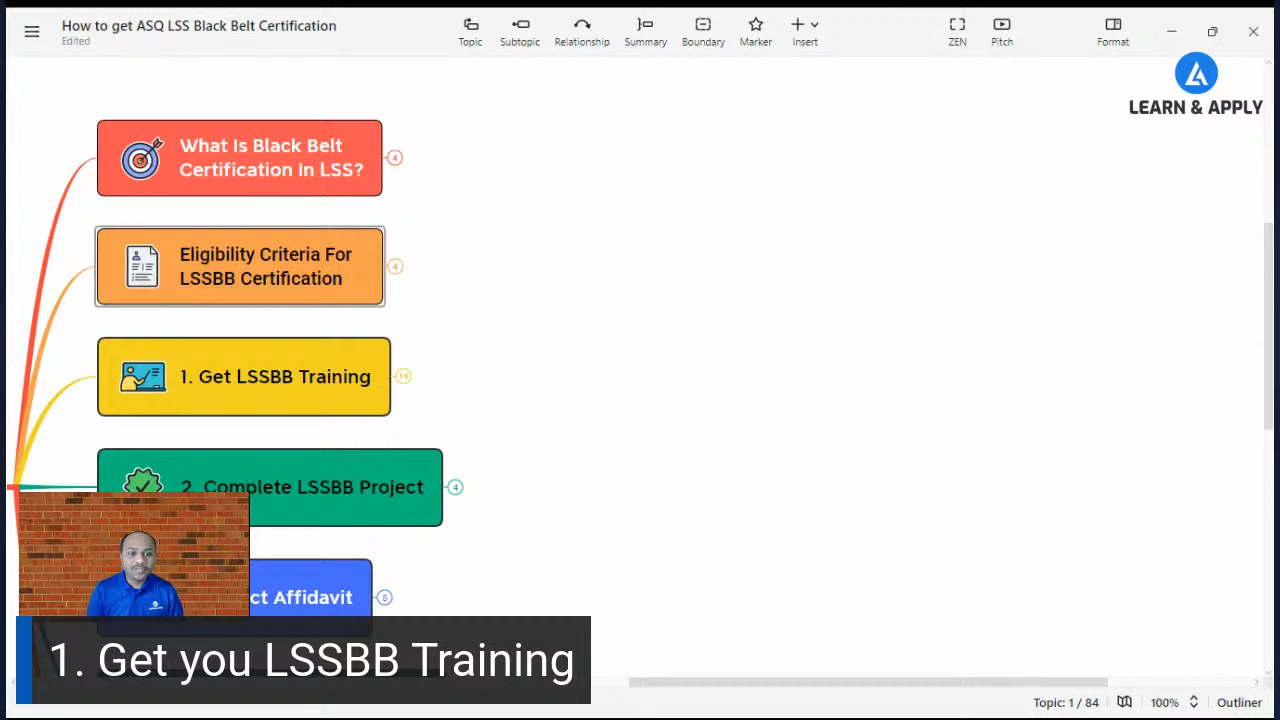 How to get ASQ LSS Black Belt Certification
Edited
Topic
Subtopic
Relationship
Summary
Boundary
Marker
Insert
ZEN
Pitch
Format
LEARN & APPLY
What Is Black Belt
Certification In LSS?
4
Eligibility Criteria For
LSSBB Certification
4
1. Get LSSBB Training
14
2. Complete LSSBB Project
4
ct Affidavit
8
1. Get you LSSBB Training
Topic: 1 / 84
100%
Outliner